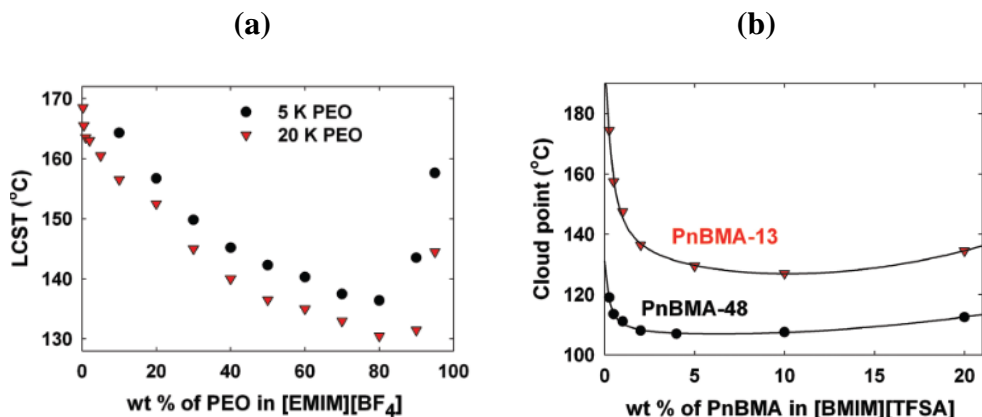 (a)
(b)
170
160
150
140
130
0
20
40
60
80
100
LCST (°C)
wt % of PEO in [EMIM][BF4]
5 K PEO
20 K PEO
180
160
140
120
100
0
5
10
15
20
Cloud point (°C)
wt % of PnBMA in [BMIM][TFSA]
PnBMA-13
PnBMA-48